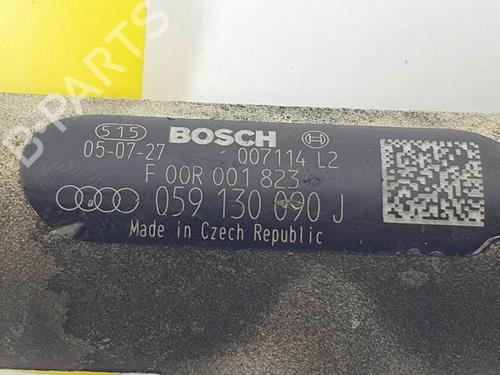 B-PARTS
515 BOSCH
05-07-27 007114 L2
F 00R 001 823
059 130 090 J
Made in Czech Republic